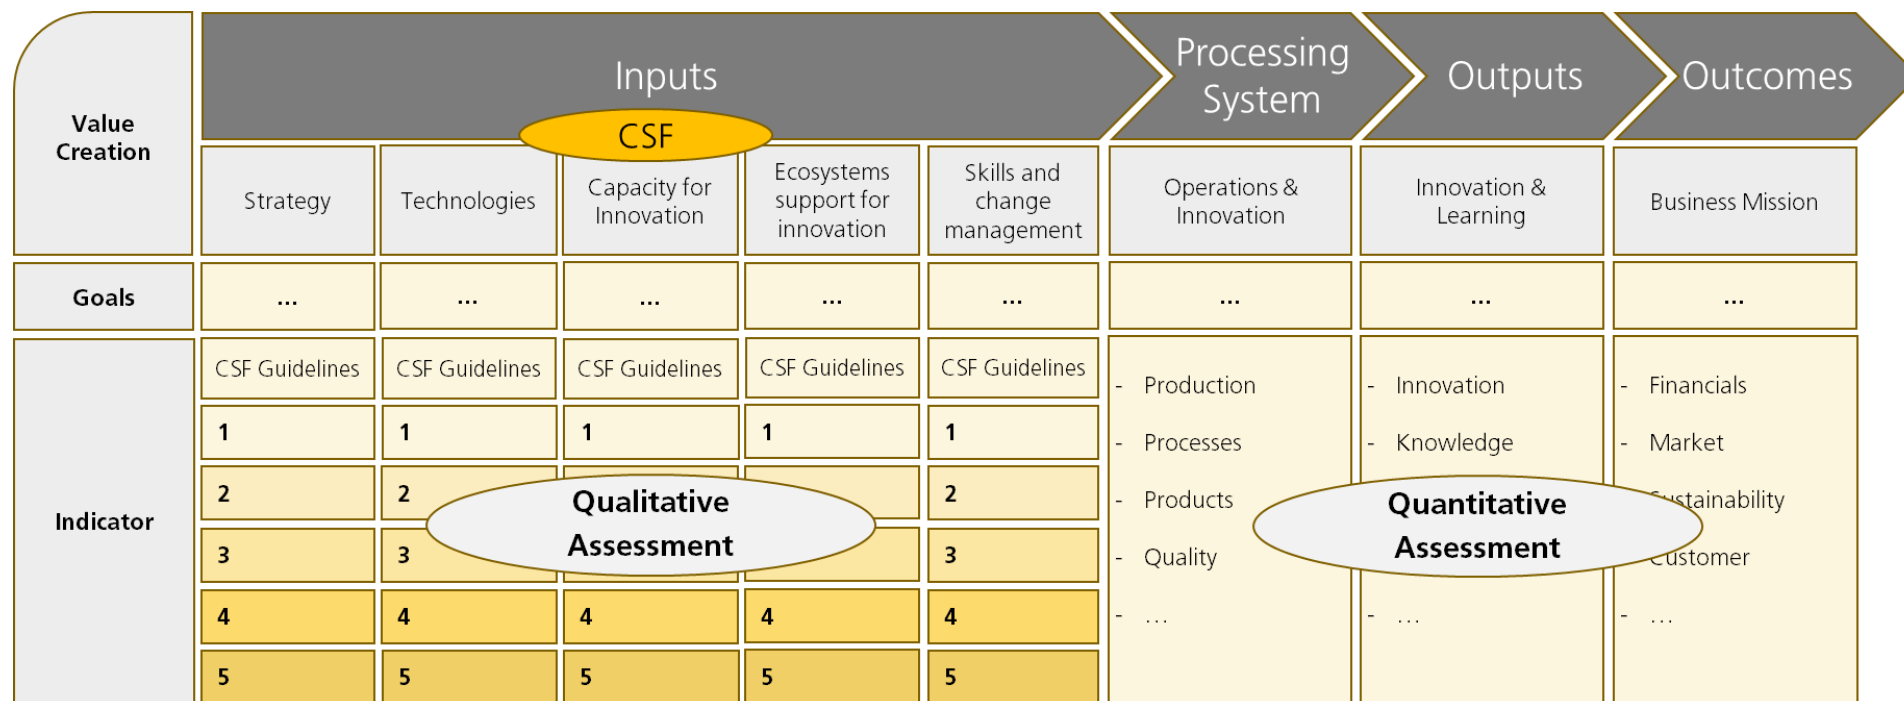 Inputs
Processing
System
Outputs
Outcomes
CSF
Value
Creation
Strategy
Technologies
Capacity for
Innovation
Ecosystems
support for
innovation
Skills and
change
management
Operations &
Innovation
Innovation &
Learning
Business Mission
Goals
... ... ... ... ... ... ... ...
Indicator
CSF Guidelines CSF Guidelines CSF Guidelines CSF Guidelines CSF Guidelines
1 1 1 1 1
2 2 2
3 3 3
4 4 4 4 4
5 5 5 5 5
Qualitative
Assessment
- Production
- Processes
- Products
- Quality
- ...
- Innovation
- Knowledge
- ...
Quantitative
Assessment
- Financials
- Market
Customer
- ...